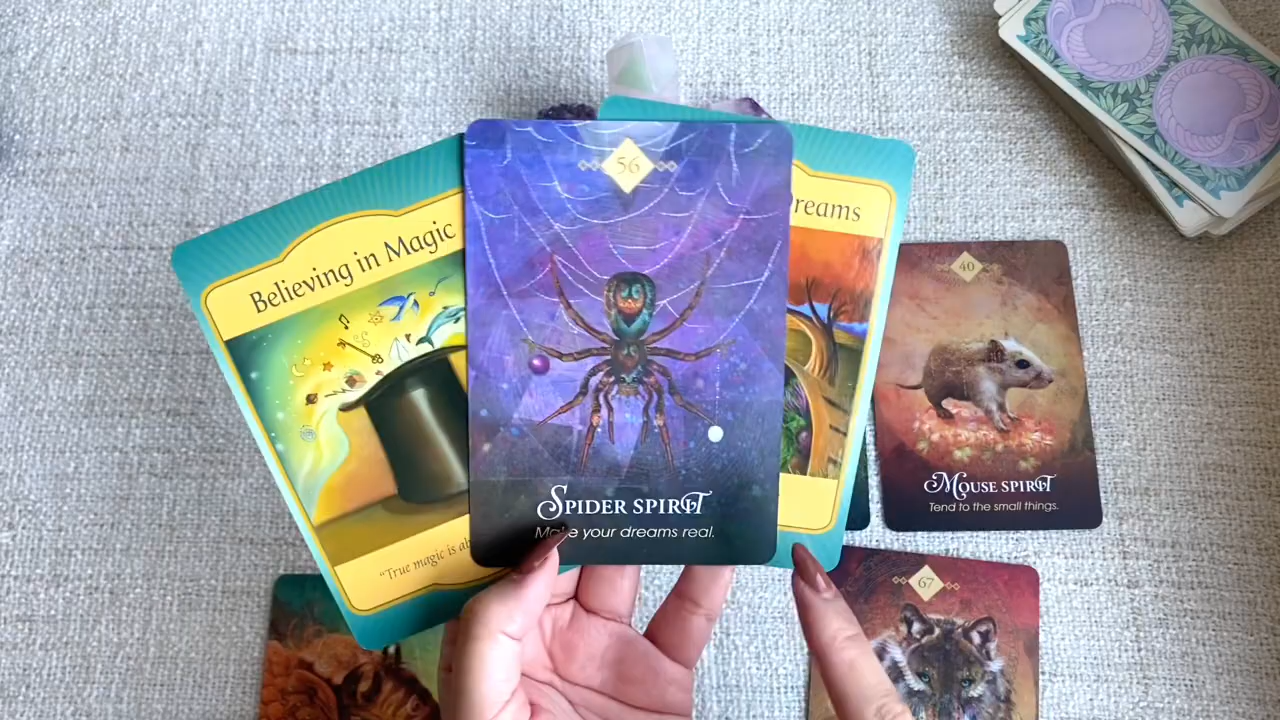 56
Believing in Magic
Dreams
40
SPIDER SPIRIT
Make your dreams real.
MOUSE SPIRIT
Tend to the small things.
"True magic is
67